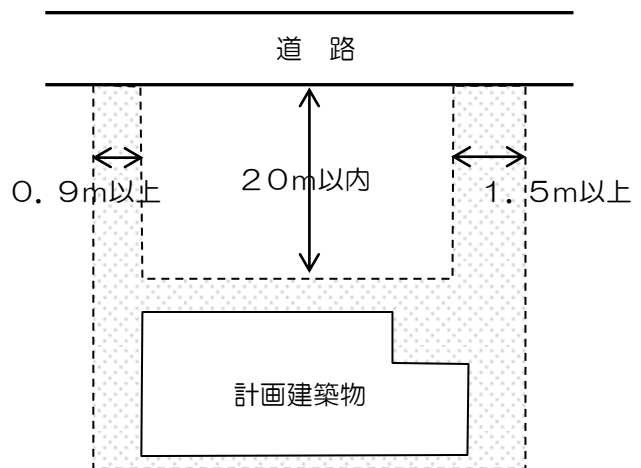 道　路
２０ｍ以内
０．９ｍ以上
１．５ｍ以上
計画建築物